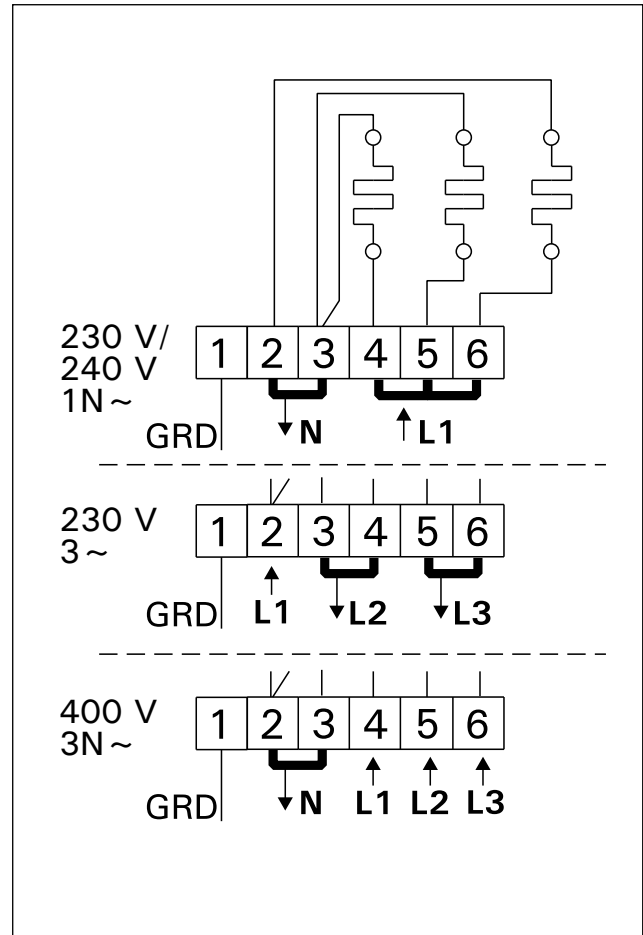 230 V/
240 V
1N~
1 2 3 4 5 6
GRD N L1
230 V
3~
1 2 3 4 5 6
GRD L1 L2 L3
400 V
3N~
1 2 3 4 5 6
GRD N L1 L2 L3